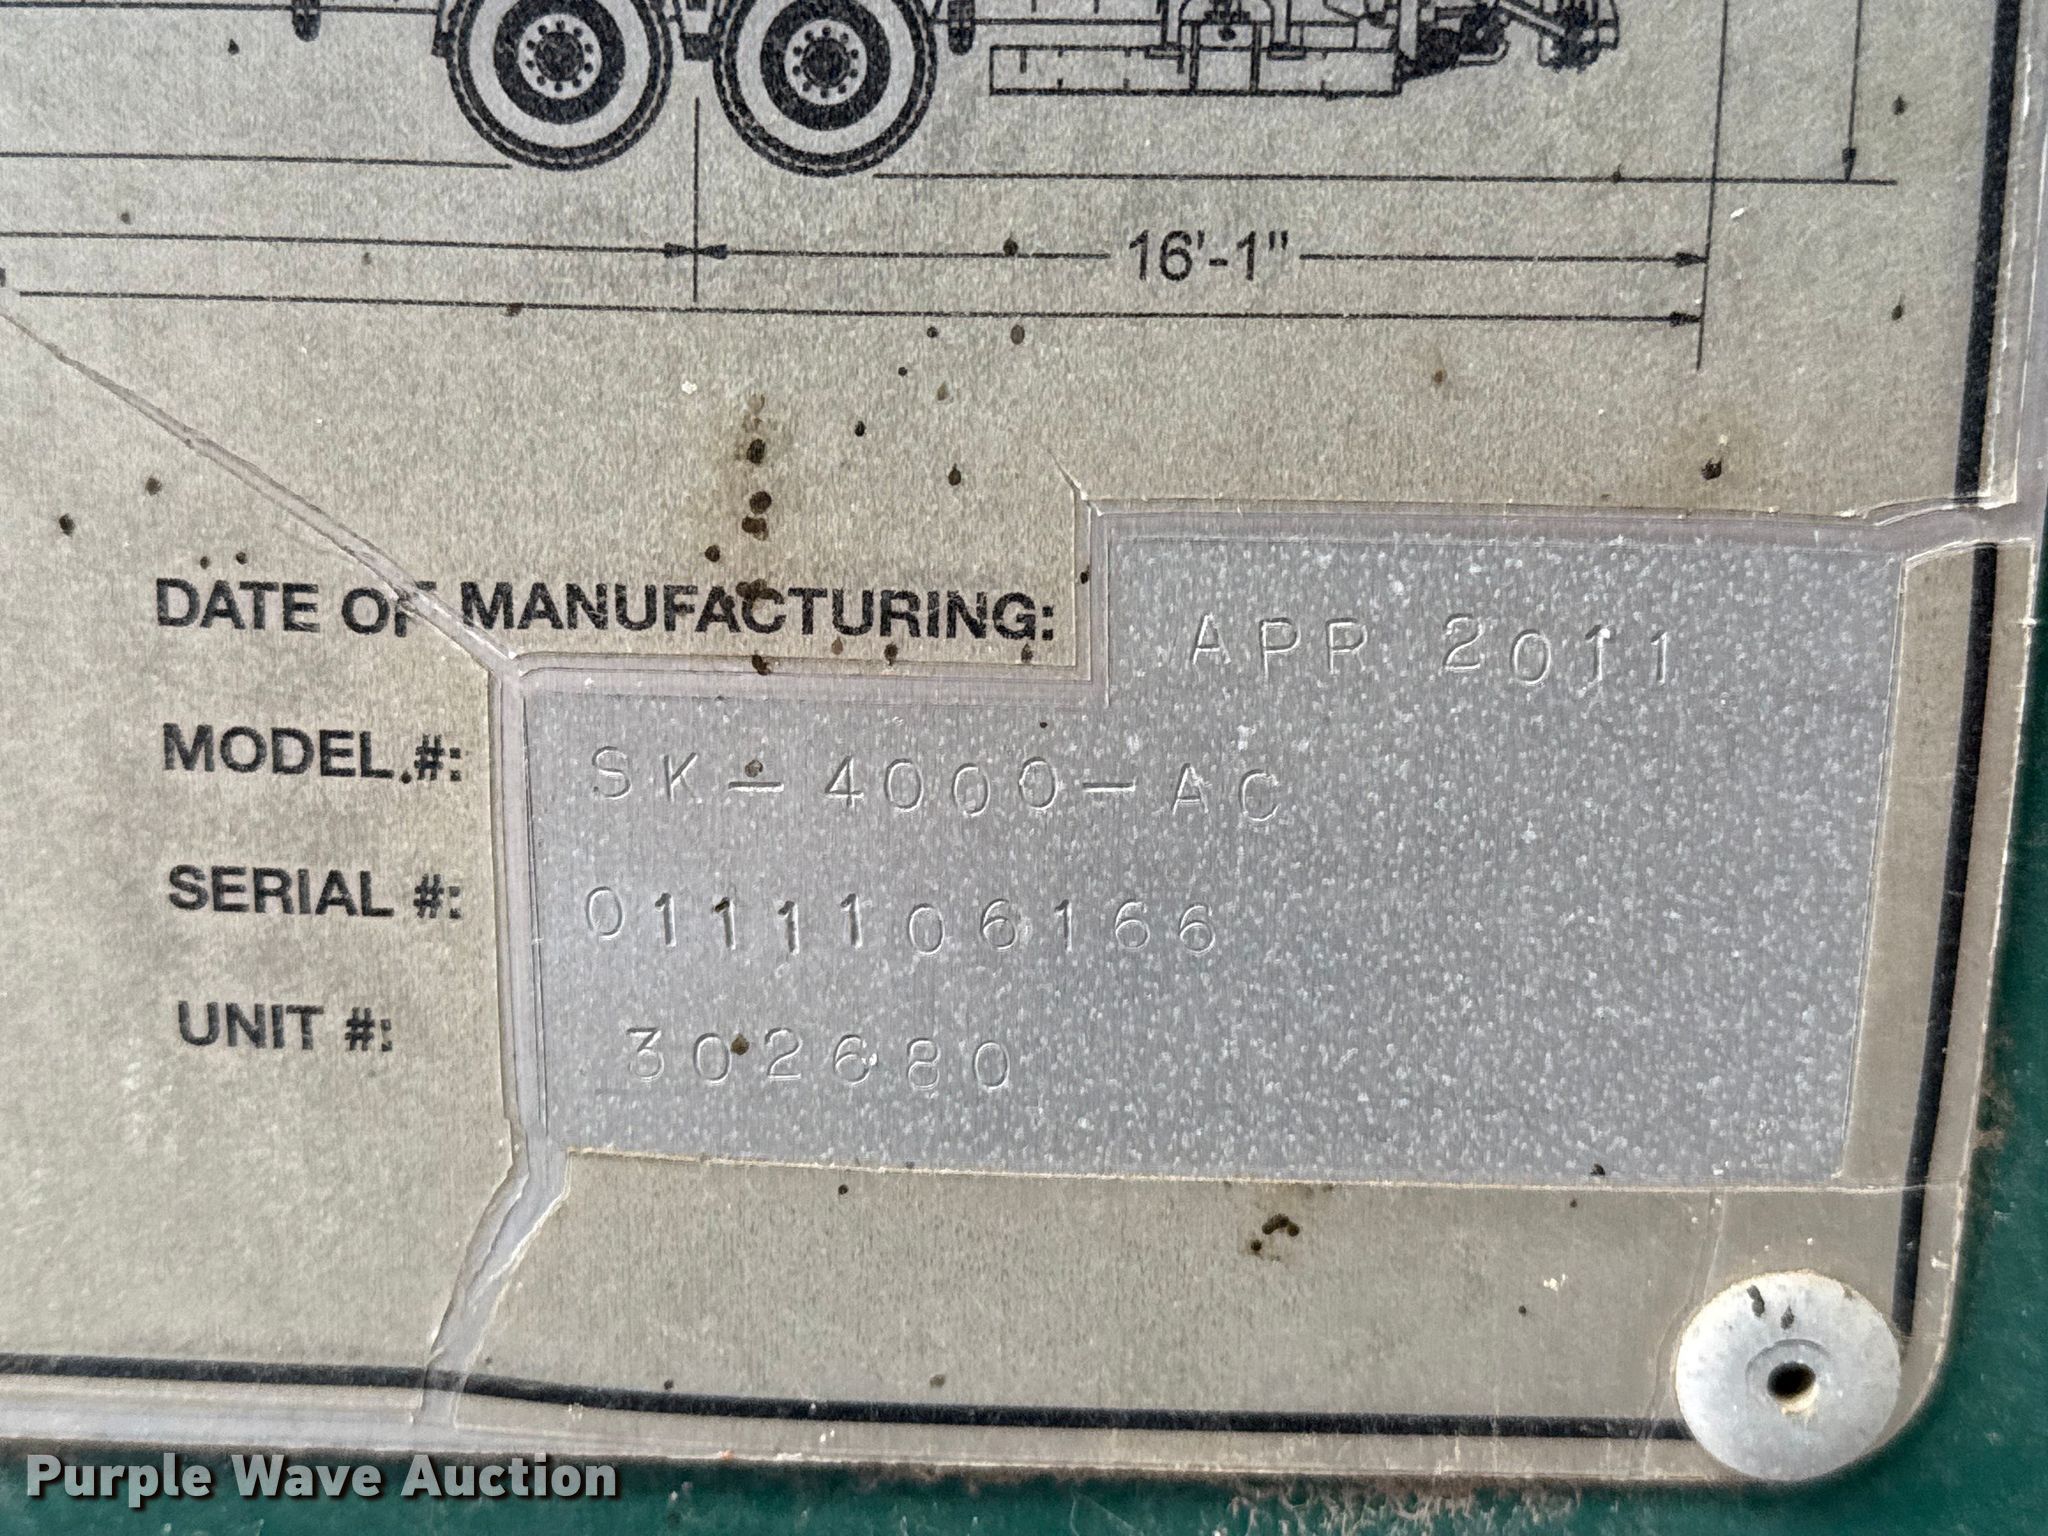 16'-1"
DATE OF MANUFACTURING: APR 2011
MODEL #: SK-4000-AC
SERIAL #: 0111106166
UNIT #: 302680
Purple Wave Auction